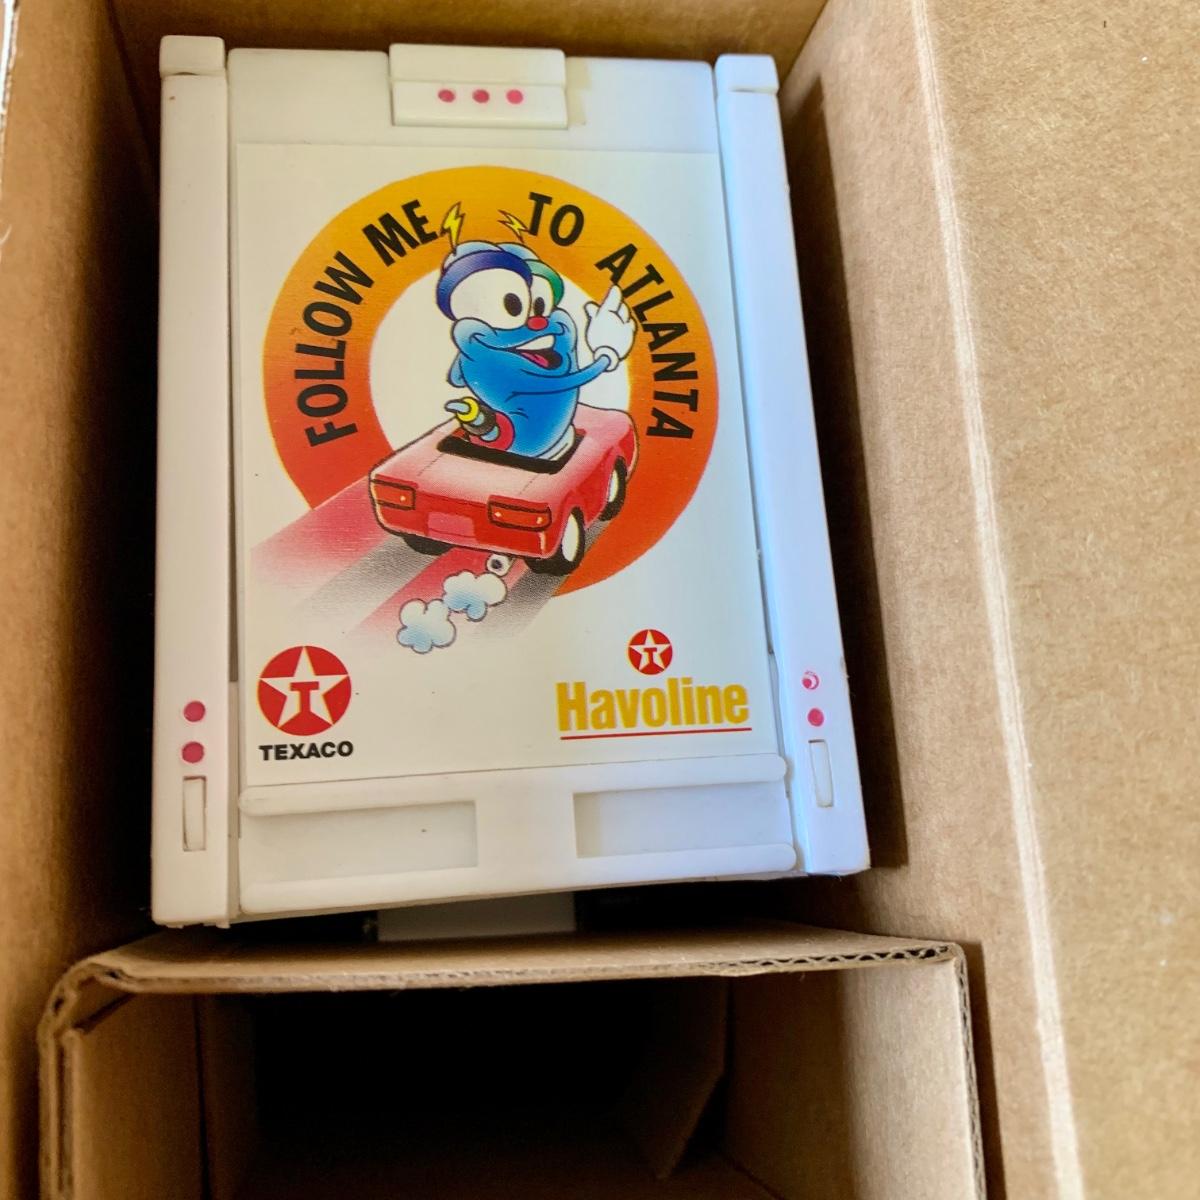 FOLLOW ME TO ATLANTA
T
TEXACO
T
Havoline